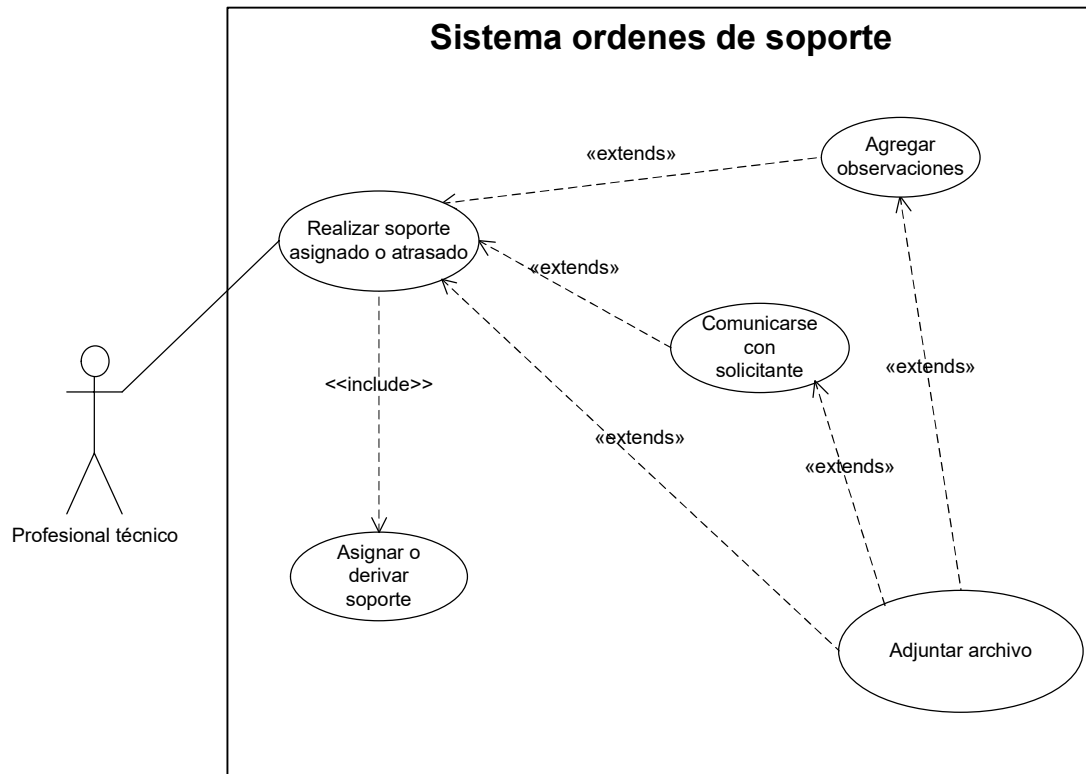 Sistema ordenes de soporte
Agregar
observaciones
«extends»
Realizar soporte
asignado o atrasado
«extends»
Comunicarse
con
solicitante
«extends»
<<include>>
«extends»
«extends»
Profesional técnico
Asignar o
derivar
soporte
Adjuntar archivo